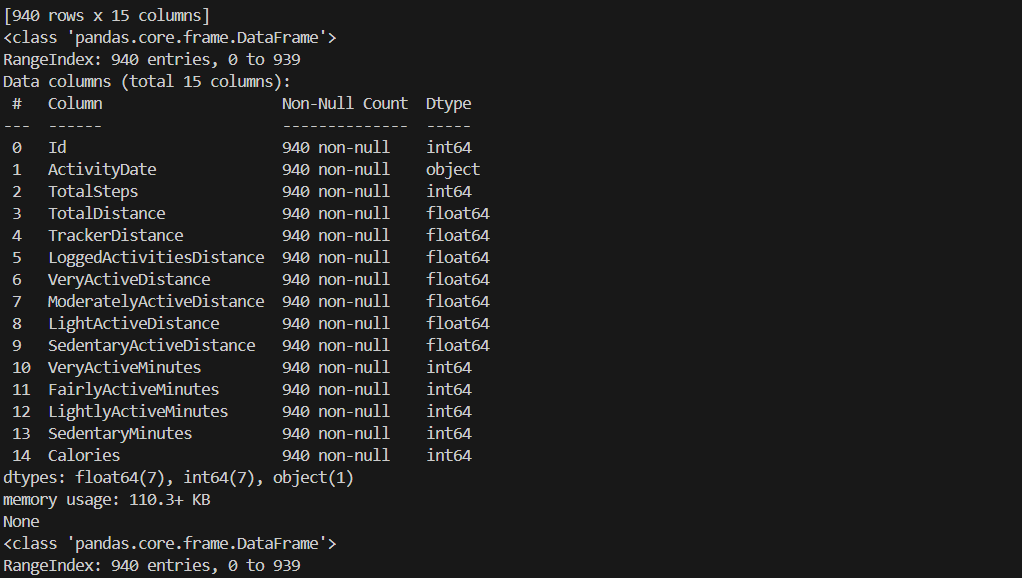 [940 rows x 15 columns]
<class 'pandas.core.frame.DataFrame'>
RangeIndex: 940 entries, 0 to 939
Data columns (total 15 columns):
 #   Column                    Non-Null Count  Dtype
---  ------                    --------------  -----
 0   Id                        940 non-null    int64
 1   ActivityDate              940 non-null    object
 2   TotalSteps                940 non-null    int64
 3   TotalDistance             940 non-null    float64
 4   TrackerDistance           940 non-null    float64
 5   LoggedActivitiesDistance  940 non-null    float64
 6   VeryActiveDistance        940 non-null    float64
 7   ModeratelyActiveDistance  940 non-null    float64
 8   LightActiveDistance       940 non-null    float64
 9   SedentaryActiveDistance   940 non-null    float64
 10  VeryActiveMinutes         940 non-null    int64
 11  FairlyActiveMinutes       940 non-null    int64
 12  LightlyActiveMinutes      940 non-null    int64
 13  SedentaryMinutes          940 non-null    int64
 14  Calories                  940 non-null    int64
dtypes: float64(7), int64(7), object(1)
memory usage: 110.3+ KB
None
<class 'pandas.core.frame.DataFrame'>
RangeIndex: 940 entries, 0 to 939